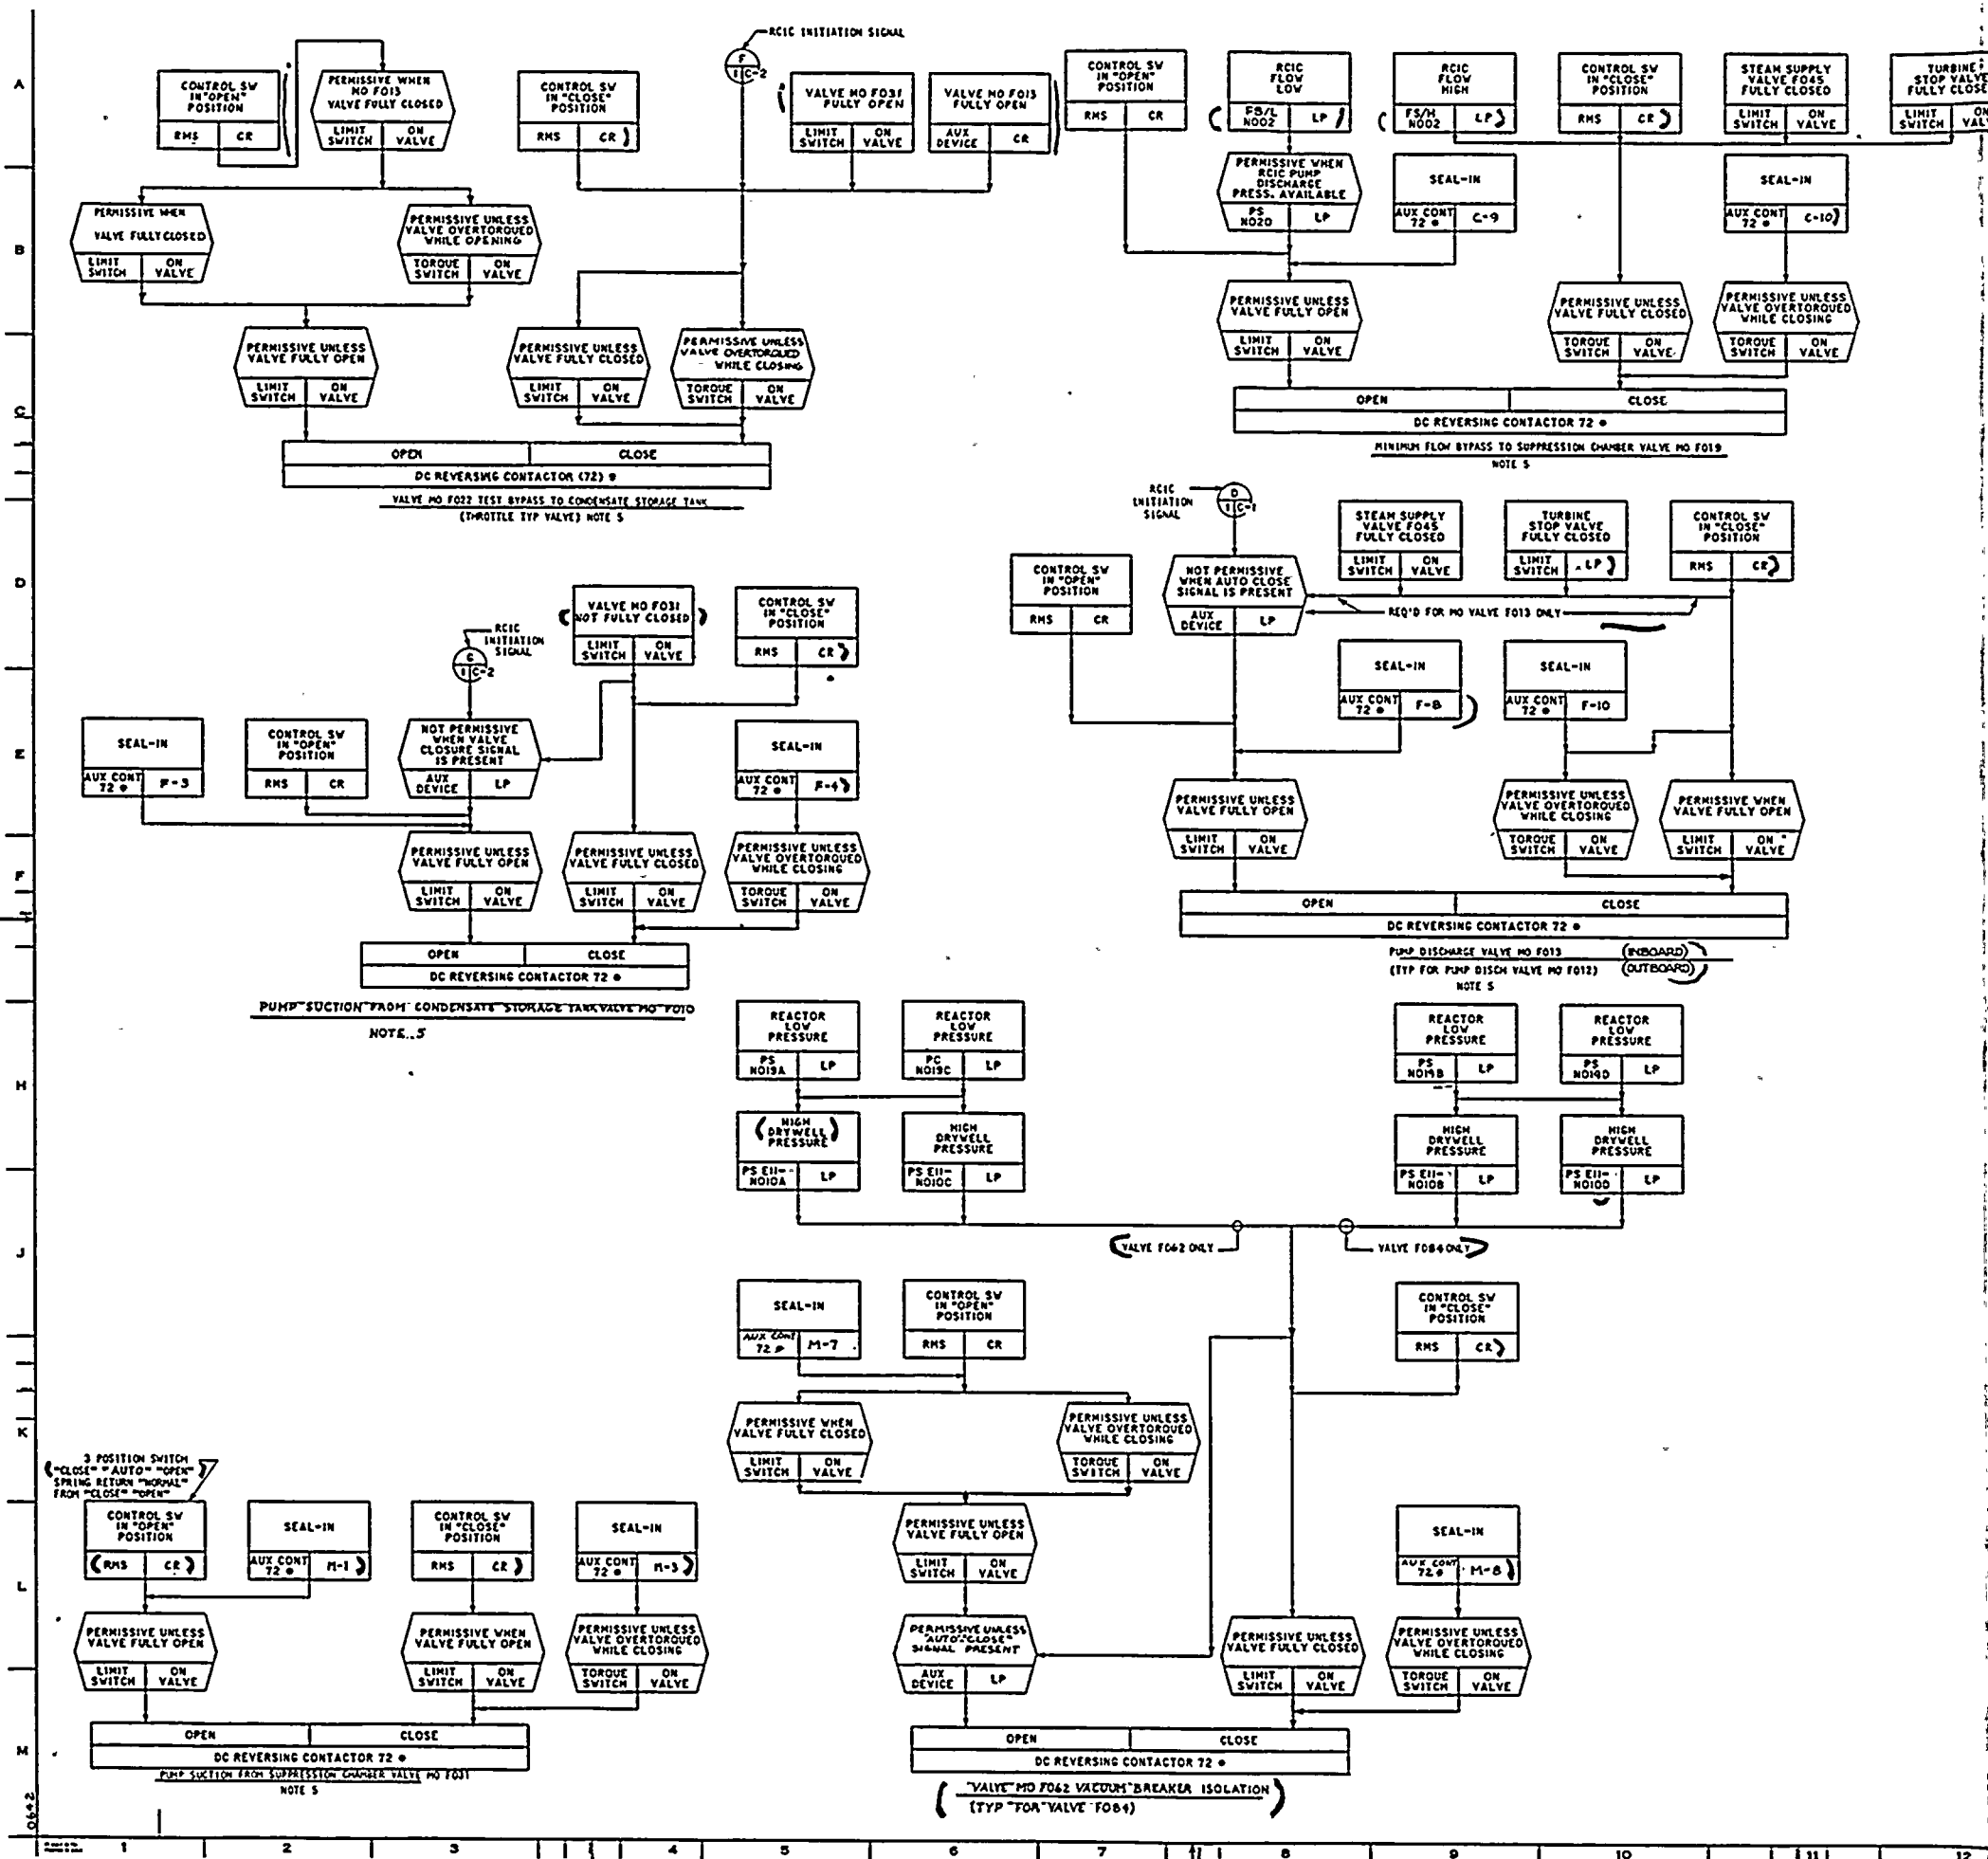 RCIC INITIATION SIGNAL
F
1 C-2
A
CONTROL SW
IN "OPEN"
POSITION
RMS CR
PERMISSIVE WHEN
MO F013
VALVE FULLY CLOSED
LIMIT
SWITCH
ON
VALVE
CONTROL SW
IN "CLOSE"
POSITION
RMS CR
VALVE MO F031
FULLY OPEN
LIMIT
SWITCH
ON
VALVE
VALVE MO F013
FULLY OPEN
AUX
DEVICE
CR
B
PERMISSIVE WHEN
VALVE FULLY CLOSED
LIMIT
SWITCH
ON
VALVE
PERMISSIVE UNLESS
VALVE OVERTORQUED
WHILE OPENING
TORQUE
SWITCH
ON
VALVE
PERMISSIVE UNLESS
VALVE FULLY OPEN
LIMIT
SWITCH
ON
VALVE
PERMISSIVE UNLESS
VALVE FULLY CLOSED
LIMIT
SWITCH
ON
VALVE
PERMISSIVE UNLESS
VALVE OVERTORQUED
WHILE CLOSING
TORQUE
SWITCH
ON
VALVE
C
OPEN CLOSE
DC REVERSING CONTACTOR (72)
VALVE MO F022 TEST BYPASS TO CONDENSATE STORAGE TANK
(THROTTLE TYP VALVE) NOTE 5
CONTROL SW
IN "OPEN"
POSITION
RMS CR
RCIC
FLOW
LOW
FS/L
N002
LP
RCIC
FLOW
HIGH
FS/H
N002
LP
CONTROL SW
IN "CLOSE"
POSITION
RMS CR
STEAM SUPPLY
VALVE F045
FULLY CLOSED
LIMIT
SWITCH
ON
VALVE
TURBINE
STOP VALVE
FULLY CLOSE
LIMIT
SWITCH
PERMISSIVE WHEN
RCIC PUMP
DISCHARGE
PRESS. AVAILABLE
PS
N020
LP
SEAL-IN
AUX CONT
72
C-9
SEAL-IN
AUX CONT
72
C-10
PERMISSIVE UNLESS
VALVE FULLY OPEN
LIMIT
SWITCH
ON
VALVE
PERMISSIVE UNLESS
VALVE FULLY CLOSED
TORQUE
SWITCH
ON
VALVE
PERMISSIVE UNLESS
VALVE OVERTORQUED
WHILE CLOSING
TORQUE
SWITCH
ON
VALVE
OPEN CLOSE
DC REVERSING CONTACTOR 72
MINIMUM FLOW BYPASS TO SUPPRESSION CHAMBER VALVE MO F019
NOTE 5
D
RCIC
INITIATION
SIGNAL
G
1 C-2
VALVE MO F031
NOT FULLY CLOSED
LIMIT
SWITCH
ON
VALVE
CONTROL SW
IN "CLOSE"
POSITION
RMS CR
E
SEAL-IN
AUX CONT
72
F-3
CONTROL SW
IN "OPEN"
POSITION
RMS CR
NOT PERMISSIVE
WHEN VALVE
CLOSURE SIGNAL
IS PRESENT
AUX
DEVICE
LP
SEAL-IN
AUX CONT
72
F-4
F
PERMISSIVE UNLESS
VALVE FULLY OPEN
LIMIT
SWITCH
ON
VALVE
PERMISSIVE UNLESS
VALVE FULLY CLOSED
LIMIT
SWITCH
ON
VALVE
PERMISSIVE UNLESS
VALVE OVERTORQUED
WHILE CLOSING
TORQUE
SWITCH
ON
VALVE
OPEN CLOSE
DC REVERSING CONTACTOR 72
PUMP SUCTION FROM CONDENSATE STORAGE TANK VALVE MO F010
NOTE..5
RCIC
INITIATION
SIGNAL
D
1 C-1
CONTROL SW
IN "OPEN"
POSITION
RMS CR
NOT PERMISSIVE
WHEN AUTO CLOSE
SIGNAL IS PRESENT
AUX
DEVICE
LP
STEAM SUPPLY
VALVE F045
FULLY CLOSED
LIMIT
SWITCH
ON
VALVE
TURBINE
STOP VALVE
FULLY CLOSED
LIMIT
SWITCH
LP
CONTROL SW
IN "CLOSE"
POSITION
RMS CR
REQ'D FOR MO VALVE F013 ONLY
SEAL-IN
AUX CONT
72
F-8
SEAL-IN
AUX CONT
72
F-10
PERMISSIVE UNLESS
VALVE FULLY OPEN
LIMIT
SWITCH
ON
VALVE
PERMISSIVE UNLESS
VALVE OVERTORQUED
WHILE CLOSING
TORQUE
SWITCH
ON
VALVE
PERMISSIVE WHEN
VALVE FULLY OPEN
LIMIT
SWITCH
ON
VALVE
OPEN CLOSE
DC REVERSING CONTACTOR 72
PUMP DISCHARGE VALVE MO F013 (INBOARD)
(TYP FOR PUMP DISCH VALVE MO F012) (OUTBOARD)
NOTE 5
H
REACTOR
LOW
PRESSURE
PS
N019A
LP
REACTOR
LOW
PRESSURE
PC
N019C
LP
REACTOR
LOW
PRESSURE
PS
N019B
LP
REACTOR
LOW
PRESSURE
PS
N019D
LP
HIGH
DRYWELL
PRESSURE
PS E11-
N010A
LP
HIGH
DRYWELL
PRESSURE
PS E11-
N010C
LP
HIGH
DRYWELL
PRESSURE
PS E11-
N010B
LP
HIGH
DRYWELL
PRESSURE
PS E11-
N010D
LP
J
VALVE F062 ONLY
VALVE F084 ONLY
SEAL-IN
AUX CONT
72
M-7
CONTROL SW
IN "OPEN"
POSITION
RMS CR
CONTROL SW
IN "CLOSE"
POSITION
RMS CR
K
PERMISSIVE WHEN
VALVE FULLY CLOSED
LIMIT
SWITCH
ON
VALVE
PERMISSIVE UNLESS
VALVE OVERTORQUED
WHILE CLOSING
TORQUE
SWITCH
ON
VALVE
3 POSITION SWITCH
"CLOSE" "AUTO" "OPEN"
SPRING RETURN "NORMAL"
FROM "CLOSE" "OPEN"
L
CONTROL SW
IN "OPEN"
POSITION
RMS CR
SEAL-IN
AUX CONT
72
M-1
CONTROL SW
IN "CLOSE"
POSITION
RMS CR
SEAL-IN
AUX CONT
72
M-3
PERMISSIVE UNLESS
VALVE FULLY OPEN
LIMIT
SWITCH
ON
VALVE
PERMISSIVE WHEN
VALVE FULLY OPEN
LIMIT
SWITCH
ON
VALVE
PERMISSIVE UNLESS
VALVE OVERTORQUED
WHILE CLOSING
TORQUE
SWITCH
ON
VALVE
M
OPEN CLOSE
DC REVERSING CONTACTOR 72
PUMP SUCTION FROM SUPPRESSION CHAMBER VALVE MO F031
NOTE 5
PERMISSIVE UNLESS
VALVE FULLY OPEN
LIMIT
SWITCH
ON
VALVE
SEAL-IN
AUX CONT
72
M-8
PERMISSIVE UNLESS
"AUTO-CLOSE"
SIGNAL PRESENT
AUX
DEVICE
LP
PERMISSIVE UNLESS
VALVE FULLY CLOSED
LIMIT
SWITCH
ON
VALVE
PERMISSIVE UNLESS
VALVE OVERTORQUED
WHILE CLOSING
TORQUE
SWITCH
ON
VALVE
OPEN CLOSE
DC REVERSING CONTACTOR 72
VALVE MO F062 VACUUM BREAKER ISOLATION
(TYP FOR VALVE F084)
0642
1 2 3 4 5 6 7 8 9 10 11 12